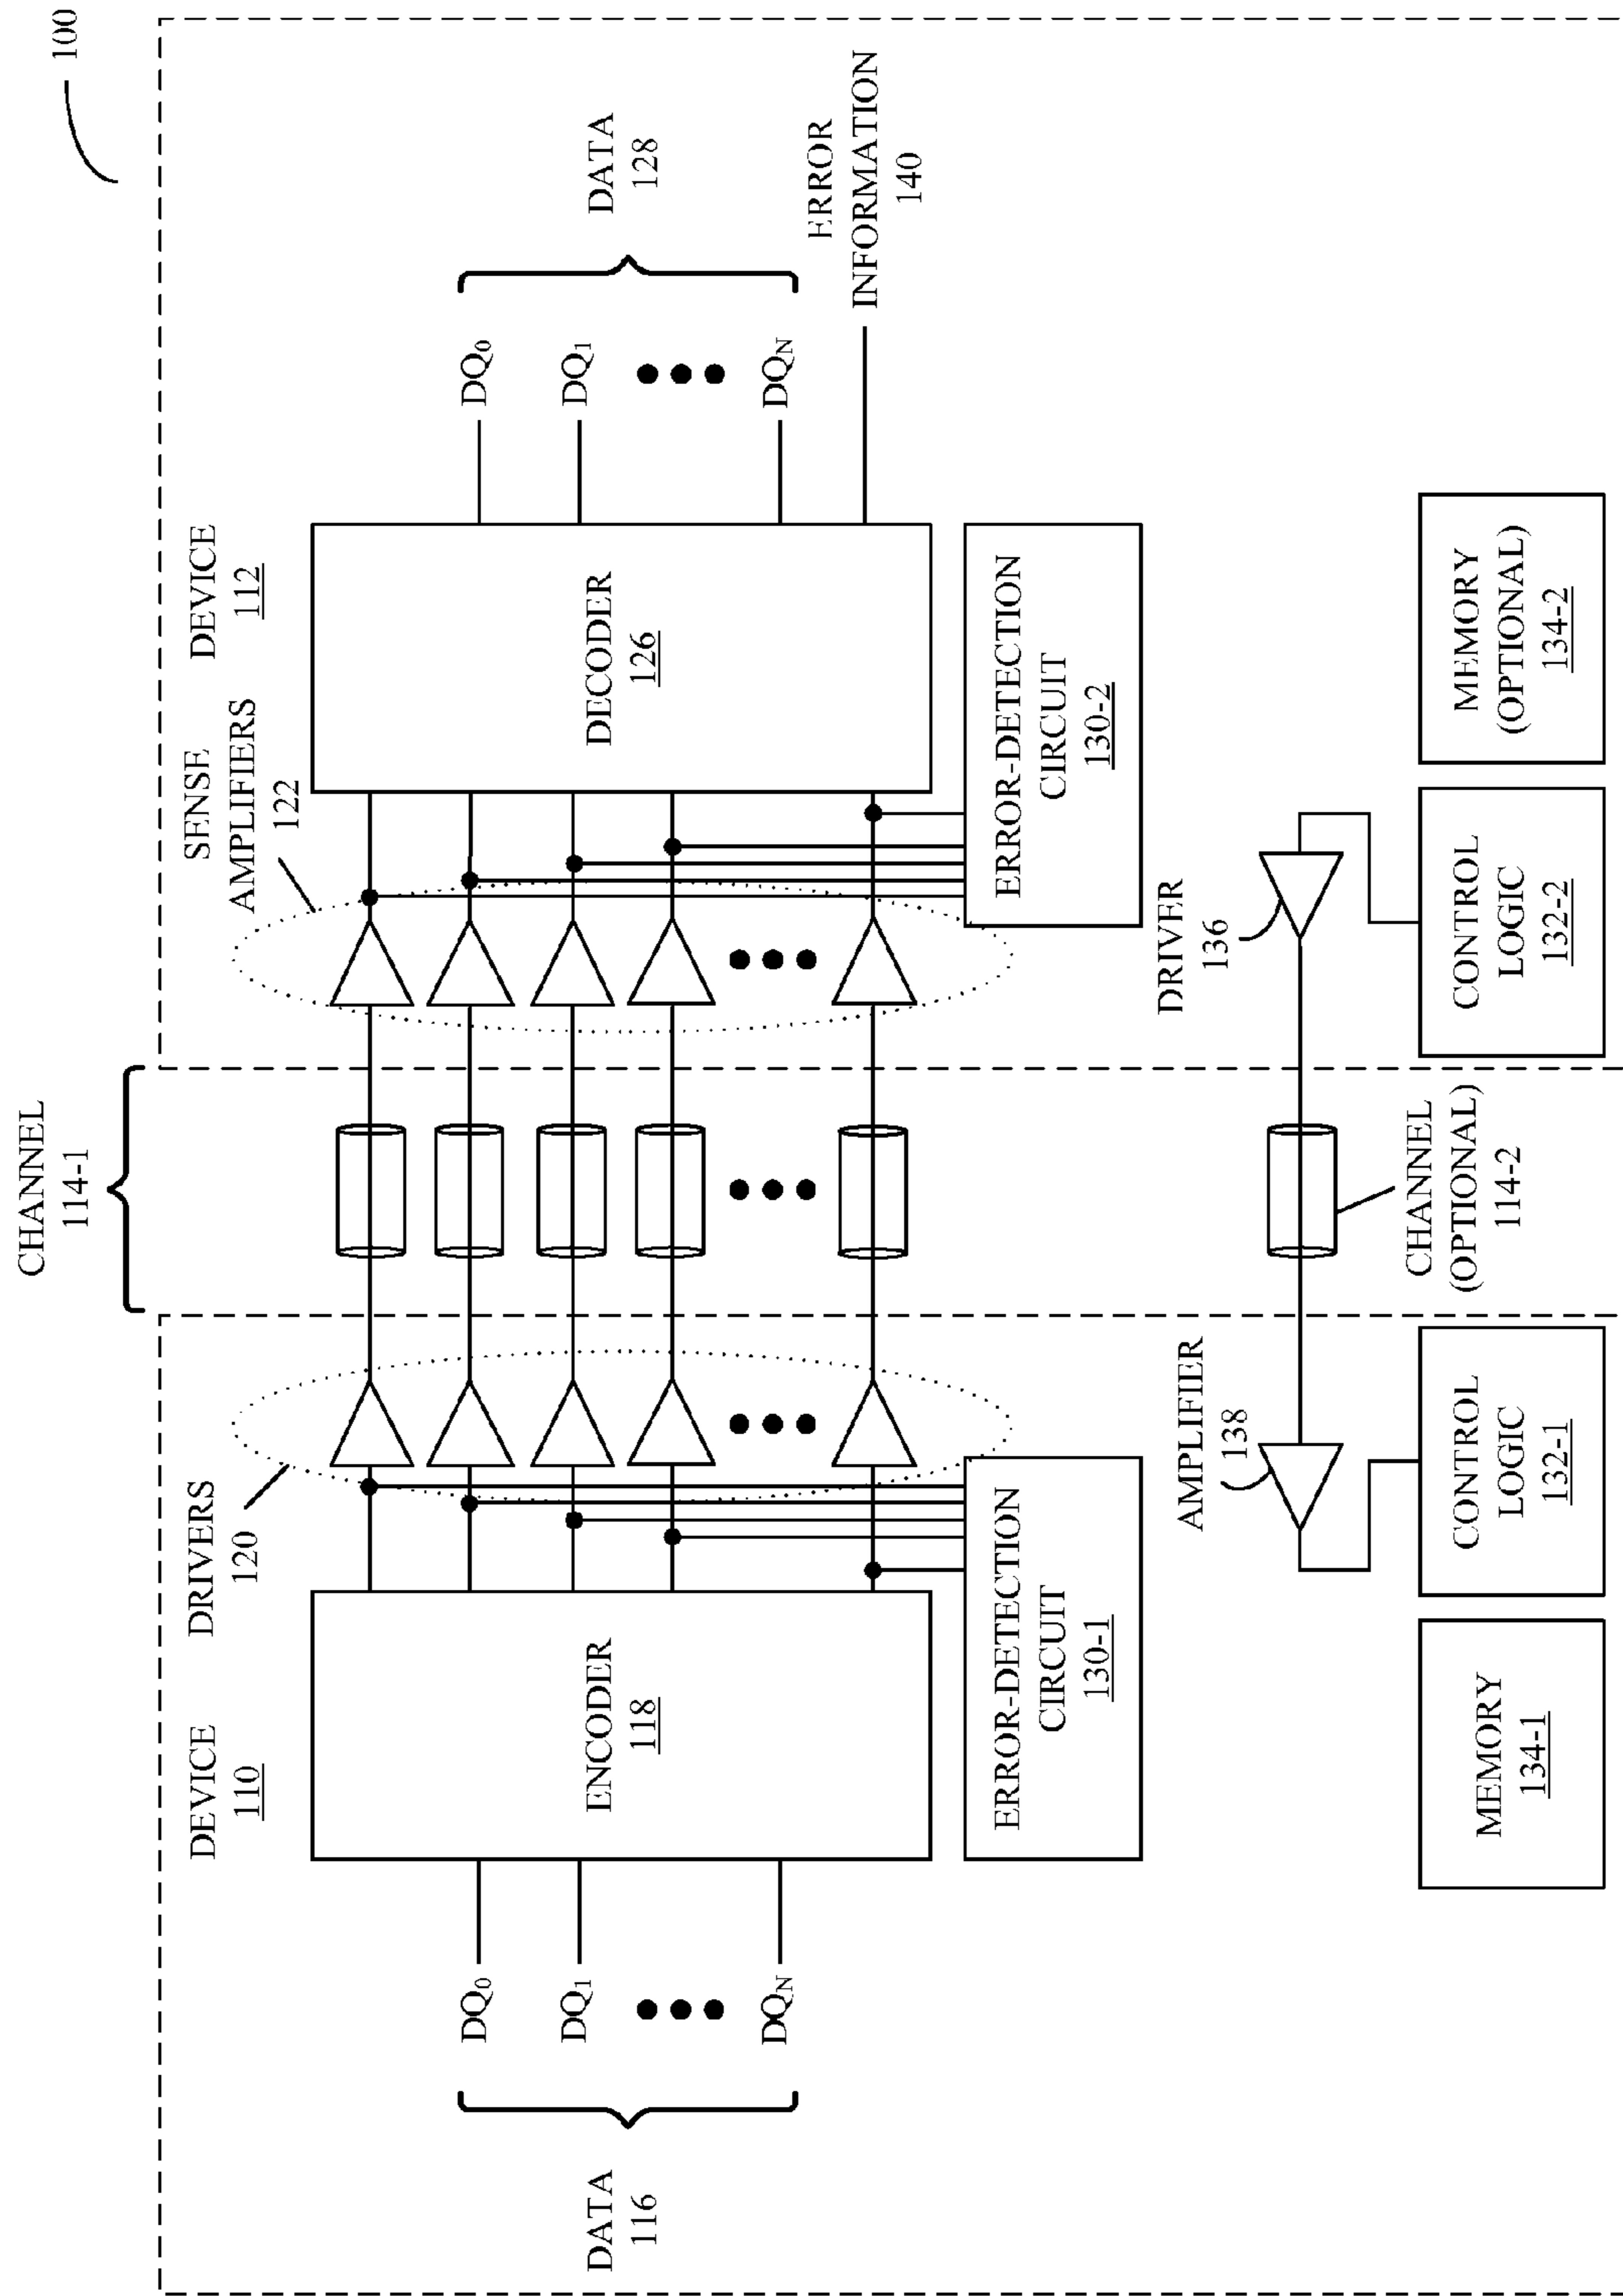 100
CHANNEL
114-1
DEVICE
110
DRIVERS
120
SENSE
AMPLIFIERS
122
DEVICE
112
DATA
116
DQ0
DQ1
DQN
ENCODER
118
DECODER
126
DQ0
DQ1
DQN
DATA
128
ERROR
INFORMATION
140
ERROR-DETECTION
CIRCUIT
130-1
ERROR-DETECTION
CIRCUIT
130-2
AMPLIFIER
138
DRIVER
136
MEMORY
134-1
CONTROL
LOGIC
132-1
CHANNEL
(OPTIONAL)
114-2
CONTROL
LOGIC
132-2
MEMORY
(OPTIONAL)
134-2